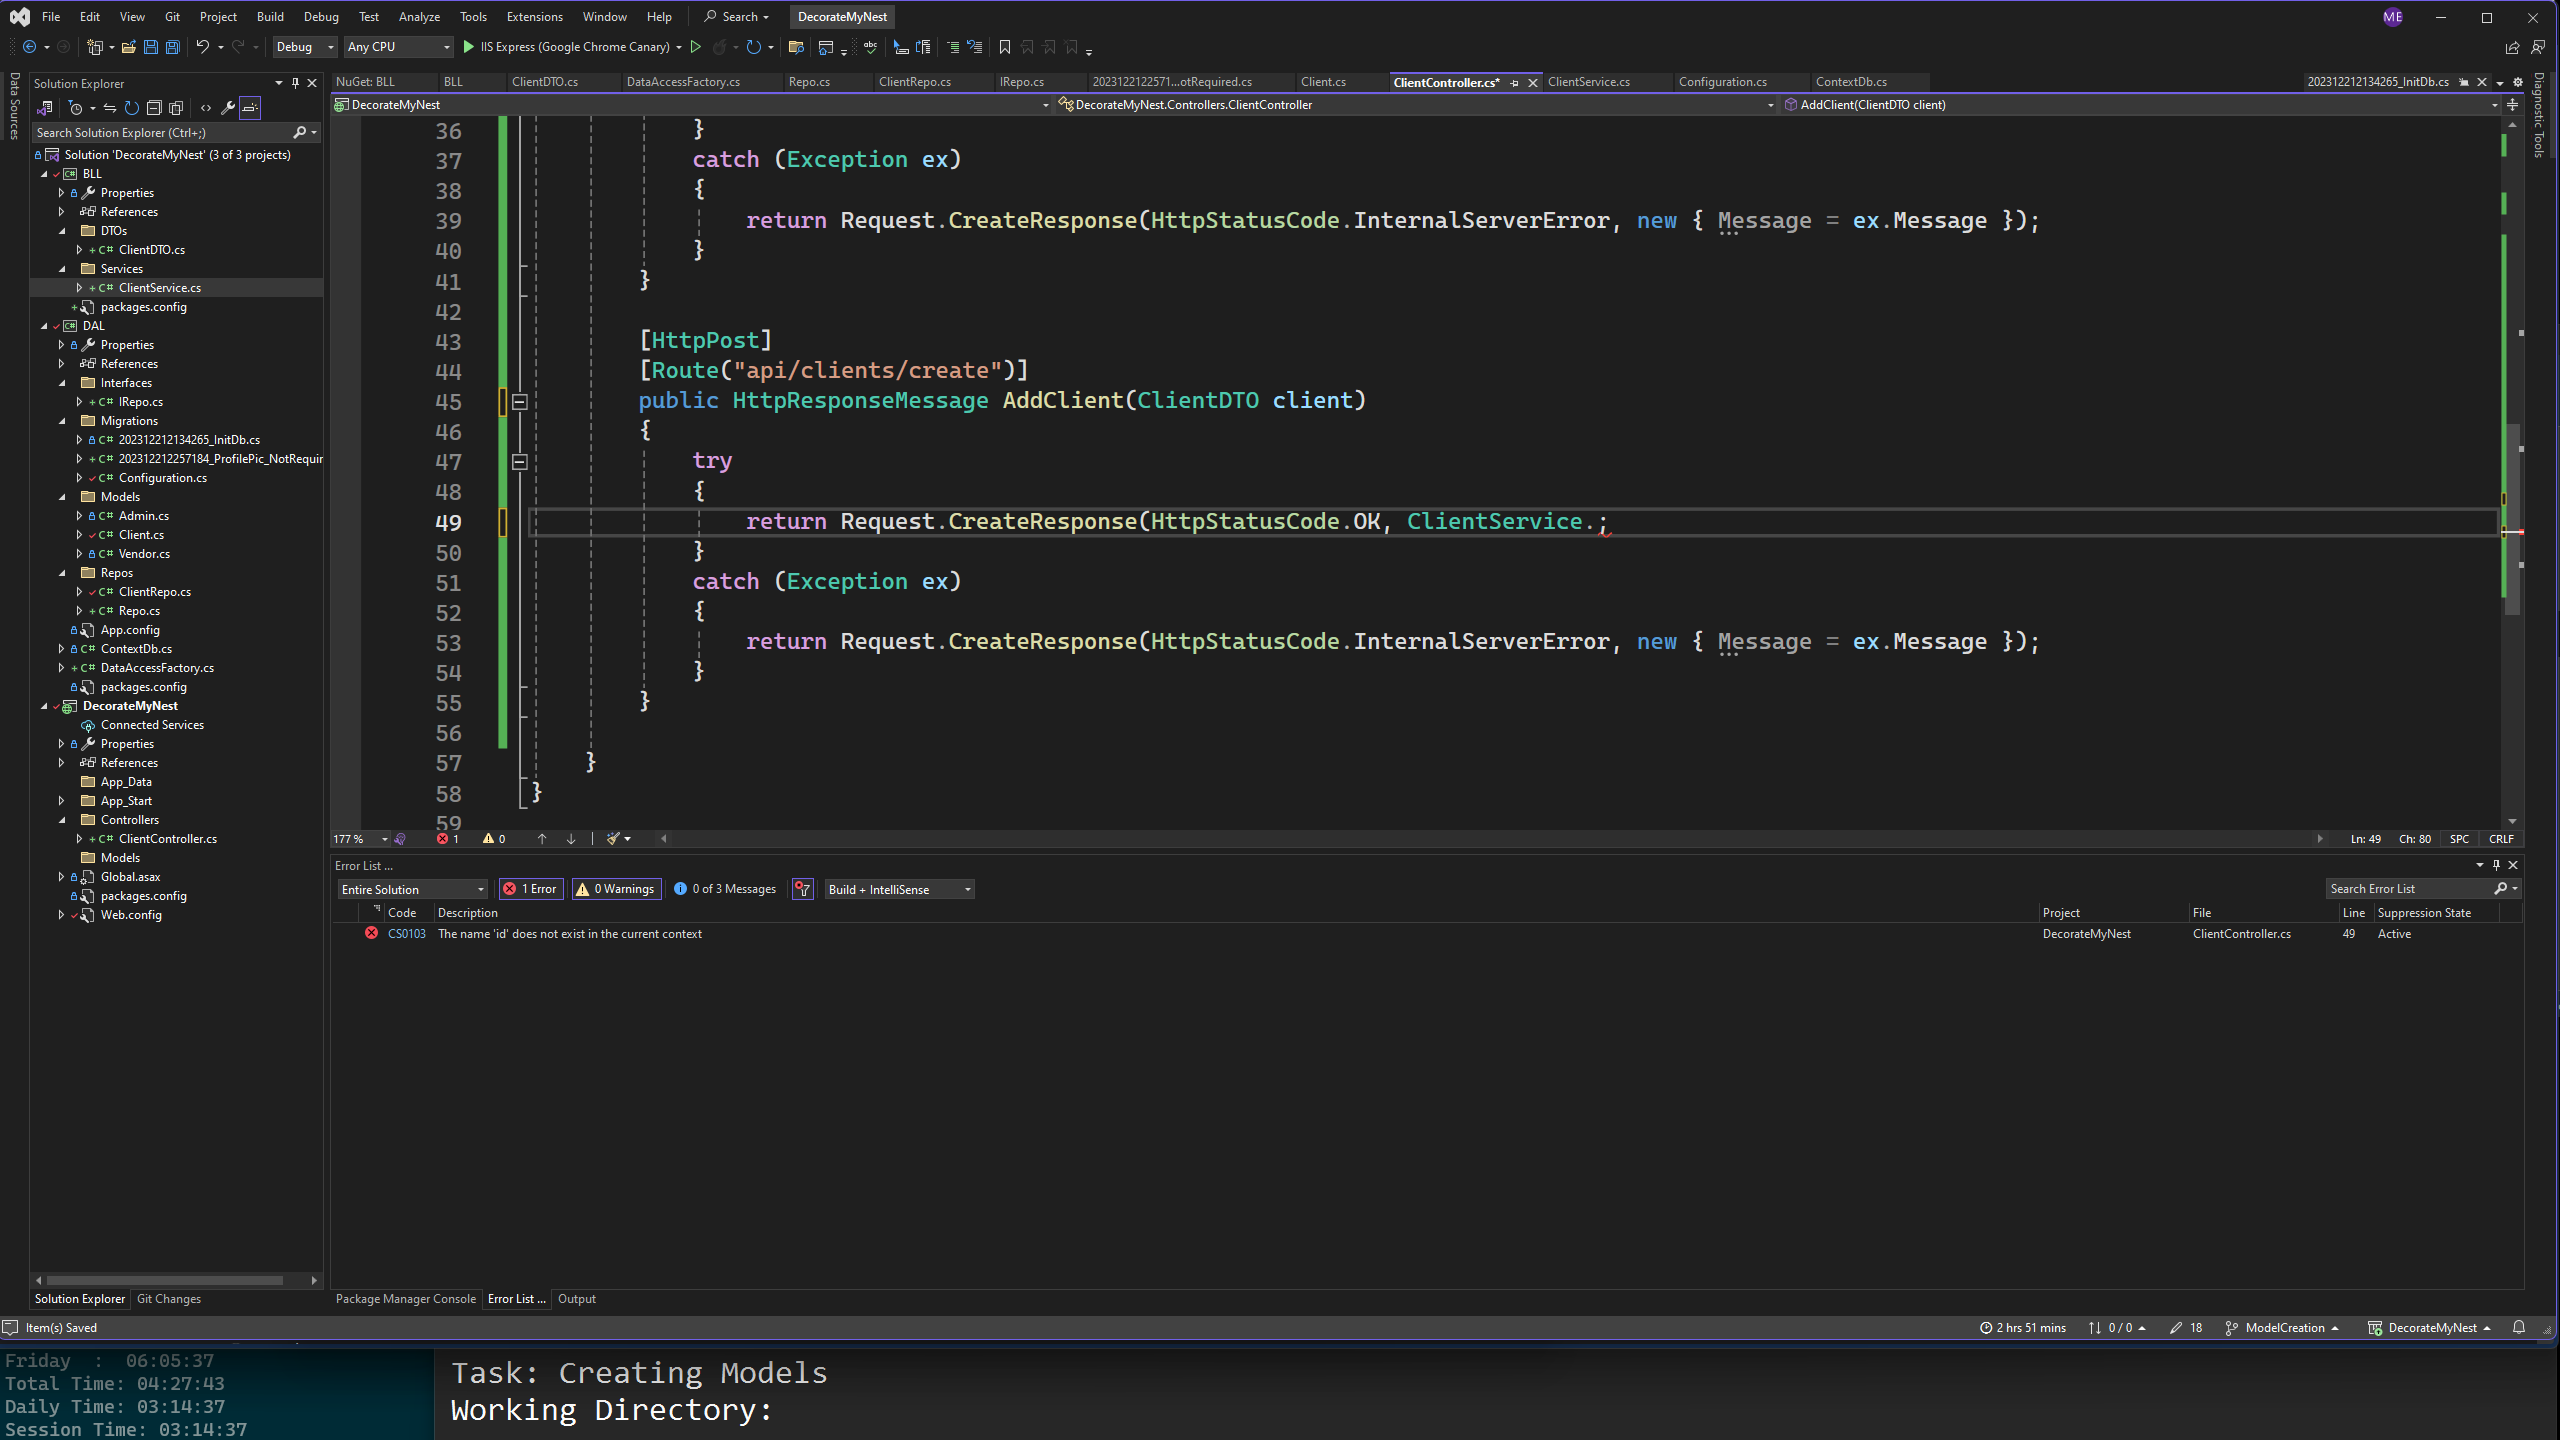 File Edit View Git Project Build Debug Test Analyze Tools Extensions Window Help Search DecorateMyNest ME
Debug Any CPU IIS Express (Google Chrome Canary)
Data Sources
Solution Explorer
Search Solution Explorer (Ctrl+;)
Solution 'DecorateMyNest' (3 of 3 projects)
BLL
Properties
References
DTOs
ClientDTO.cs
Services
ClientService.cs
packages.config
DAL
Properties
References
Interfaces
IRepo.cs
Migrations
202312212134265_InitDb.cs
202312212257184_ProfilePic_NotRequir
Configuration.cs
Models
Admin.cs
Client.cs
Vendor.cs
Repos
ClientRepo.cs
Repo.cs
App.config
ContextDb.cs
DataAccessFactory.cs
packages.config
DecorateMyNest
Connected Services
Properties
References
App_Data
App_Start
Controllers
ClientController.cs
Models
Global.asax
packages.config
Web.config
Solution Explorer Git Changes
NuGet: BLL BLL ClientDTO.cs DataAccessFactory.cs Repo.cs ClientRepo.cs IRepo.cs 2023122122571...otRequired.cs Client.cs ClientController.cs* ClientService.cs Configuration.cs ContextDb.cs 202312212134265_InitDb.cs
DecorateMyNest DecorateMyNest.Controllers.ClientController AddClient(ClientDTO client)
Diagnostic Tools
36 }
37 catch (Exception ex)
38 {
39 return Request.CreateResponse(HttpStatusCode.InternalServerError, new { Message = ex.Message });
40 }
41 }
42
43 [HttpPost]
44 [Route("api/clients/create")]
45 public HttpResponseMessage AddClient(ClientDTO client)
46 {
47 try
48 {
49 return Request.CreateResponse(HttpStatusCode.OK, ClientService.;
50 }
51 catch (Exception ex)
52 {
53 return Request.CreateResponse(HttpStatusCode.InternalServerError, new { Message = ex.Message });
54 }
55 }
56
57 }
58 }
59
177 % 1 0 Ln: 49 Ch: 80 SPC CRLF
Error List ...
Entire Solution 1 Error 0 Warnings 0 of 3 Messages Build + IntelliSense Search Error List
Code Description Project File Line Suppression State
CS0103 The name 'id' does not exist in the current context DecorateMyNest ClientController.cs 49 Active
Package Manager Console Error List ... Output
Item(s) Saved 2 hrs 51 mins 0 / 0 18 ModelCreation DecorateMyNest
Friday : 06:05:37
Total Time: 04:27:43
Daily Time: 03:14:37
Session Time: 03:14:37
Task: Creating Models
Working Directory: